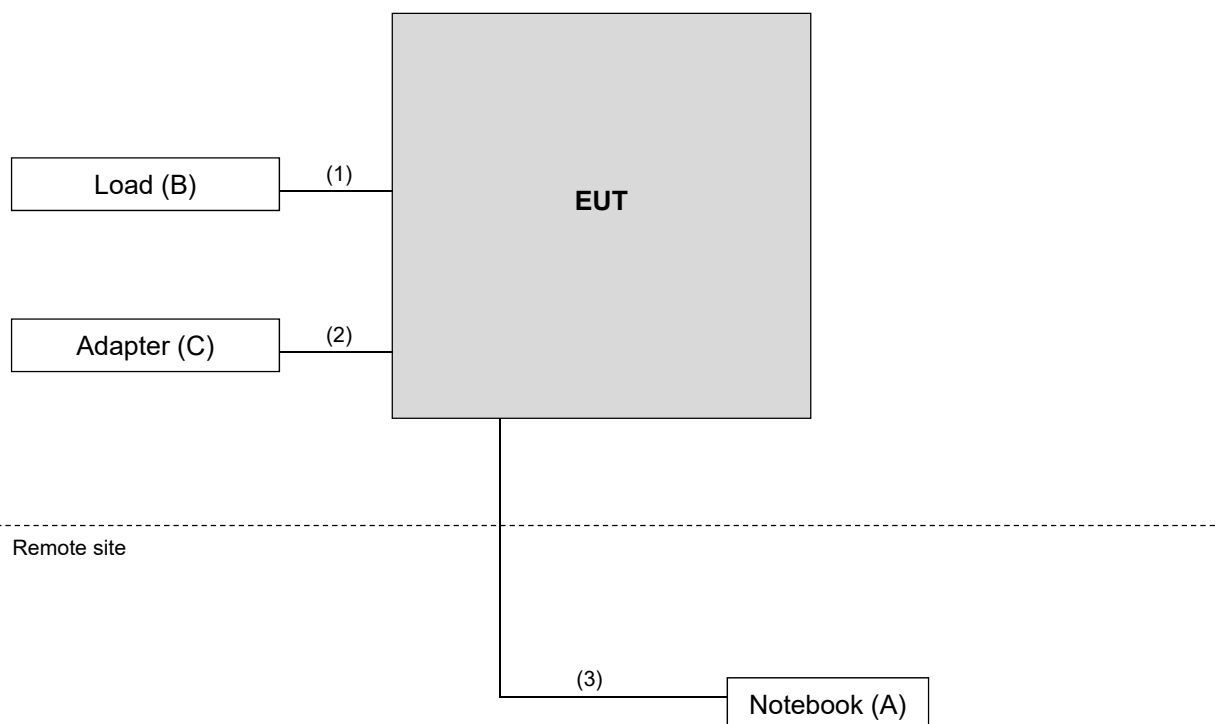 (1)
Load (B)
EUT
(2)
Adapter (C)
Remote site
(3)
Notebook (A)